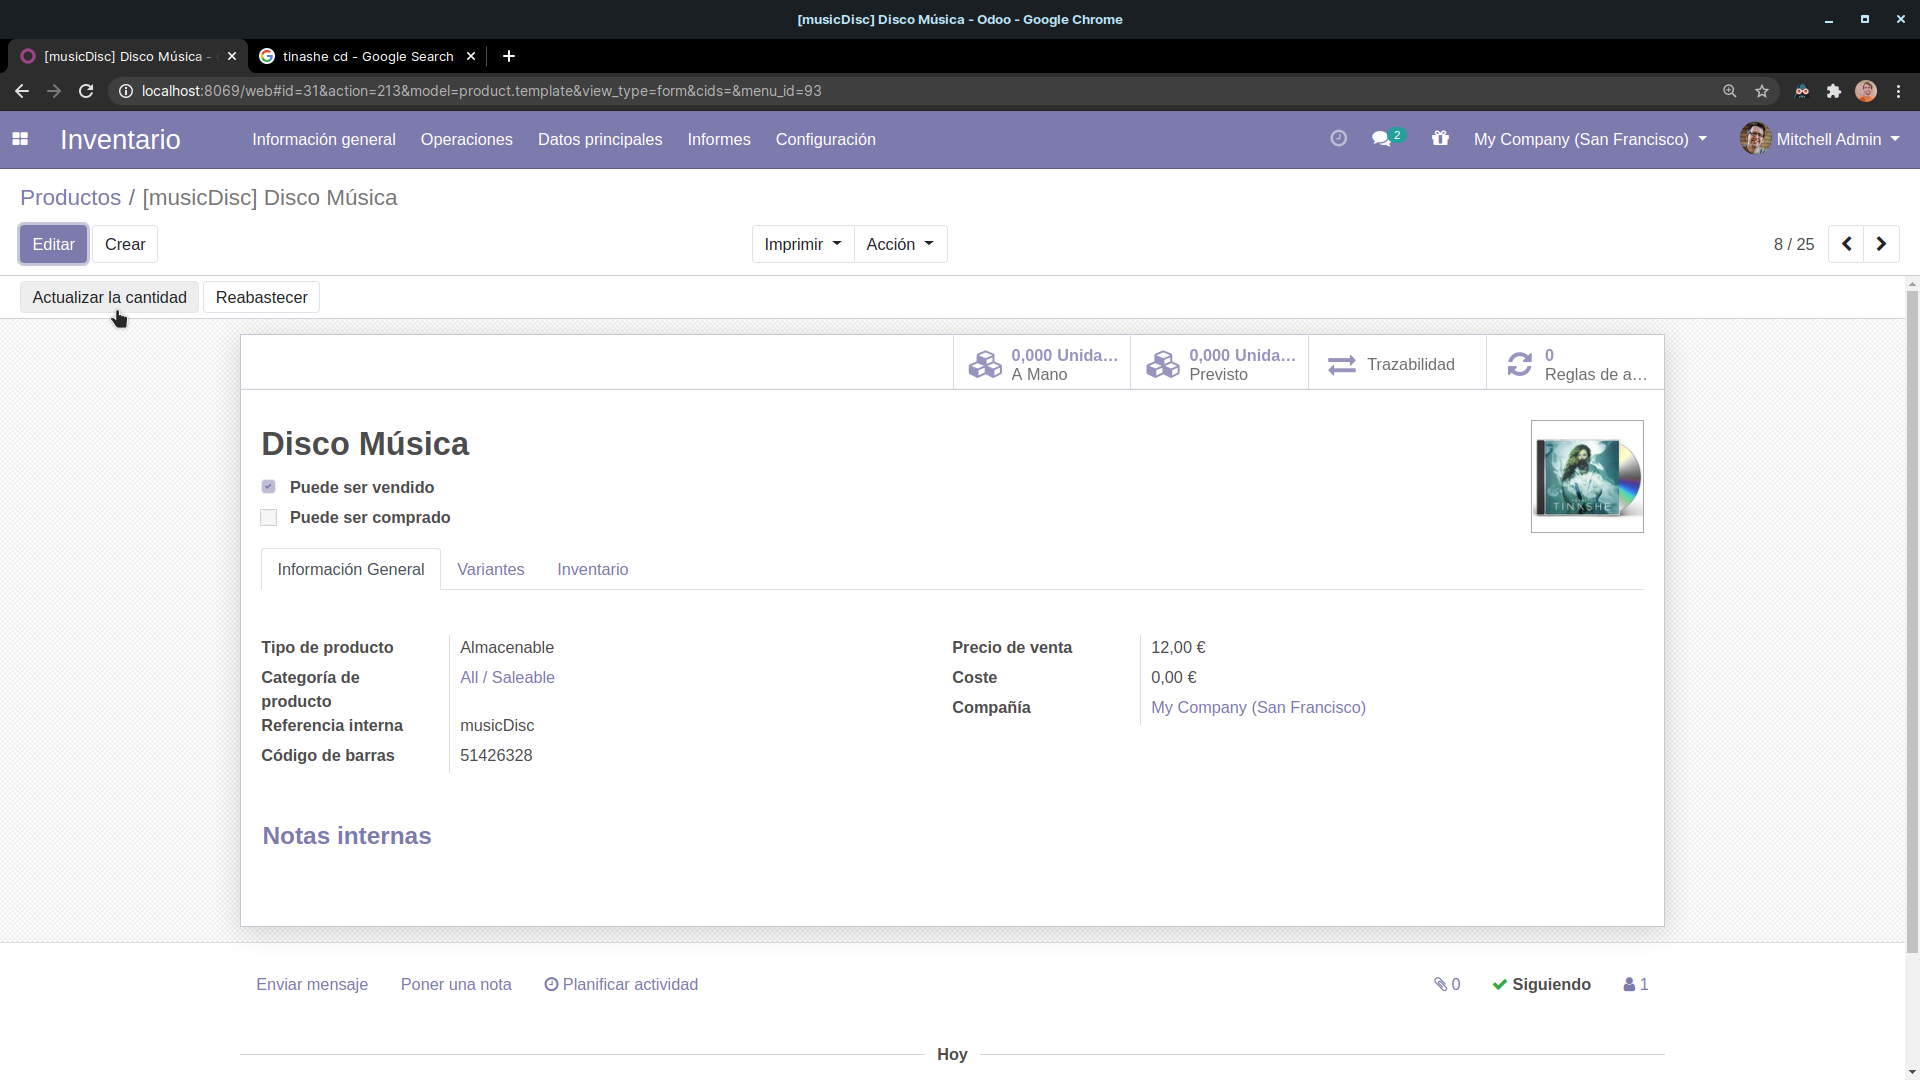 [musicDisc] Disco Música - Odoo - Google Chrome
[musicDisc] Disco Música -
tinashe cd - Google Search
localhost:8069/web#id=31&action=213&model=product.template&view_type=form&cids=&menu_id=93
Inventario
Información general
Operaciones
Datos principales
Informes
Configuración
2
My Company (San Francisco)
Mitchell Admin
Productos / [musicDisc] Disco Música
Editar
Crear
Imprimir
Acción
8 / 25
Actualizar la cantidad
Reabastecer
0,000 Unida...
A Mano
0,000 Unida...
Previsto
Trazabilidad
0
Reglas de a...
Disco Música
Puede ser vendido
Puede ser comprado
TINASHE
Información General
Variantes
Inventario
Tipo de producto
Almacenable
Categoría de producto
All / Saleable
Referencia interna
musicDisc
Código de barras
51426328
Precio de venta
12,00 €
Coste
0,00 €
Compañía
My Company (San Francisco)
Notas internas
Enviar mensaje
Poner una nota
Planificar actividad
0
Siguiendo
1
Hoy